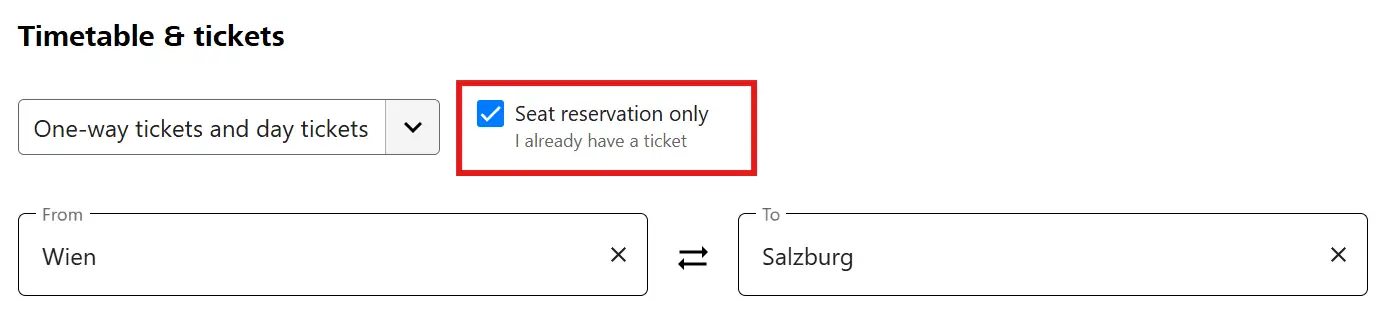 Timetable & tickets
One-way tickets and day tickets
Seat reservation only
I already have a ticket
From
Wien
To
Salzburg